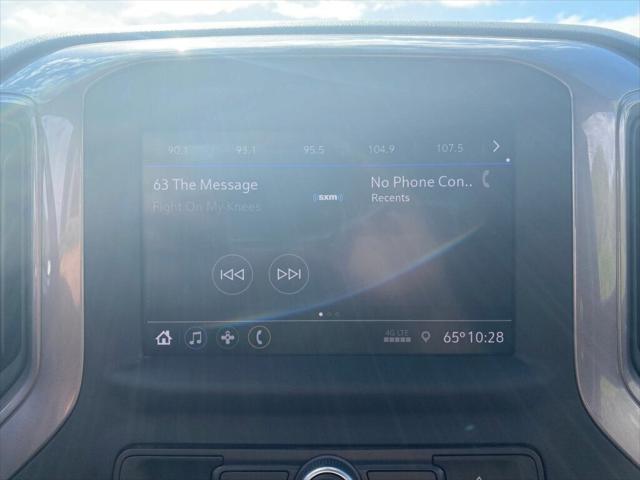 90.1 93.1 95.5 104.9 107.5
63 The Message
Right On My Knees
sxm
No Phone Con..
Recents
4G LTE
65° 10:28